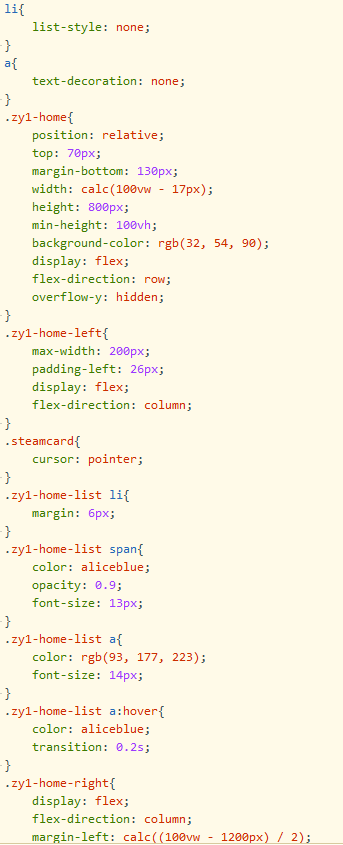 li{
    list-style: none;
}
a{
    text-decoration: none;
}
.zy1-home{
    position: relative;
    top: 70px;
    margin-bottom: 130px;
    width: calc(100vw - 17px);
    height: 800px;
    min-height: 100vh;
    background-color: rgb(32, 54, 90);
    display: flex;
    flex-direction: row;
    overflow-y: hidden;
}
.zy1-home-left{
    max-width: 200px;
    padding-left: 26px;
    display: flex;
    flex-direction: column;
}
.steamcard{
    cursor: pointer;
}
.zy1-home-list li{
    margin: 6px;
}
.zy1-home-list span{
    color: aliceblue;
    opacity: 0.9;
    font-size: 13px;
}
.zy1-home-list a{
    color: rgb(93, 177, 223);
    font-size: 14px;
}
.zy1-home-list a:hover{
    color: aliceblue;
    transition: 0.2s;
}
.zy1-home-right{
    display: flex;
    flex-direction: column;
    margin-left: calc((100vw - 1200px) / 2);